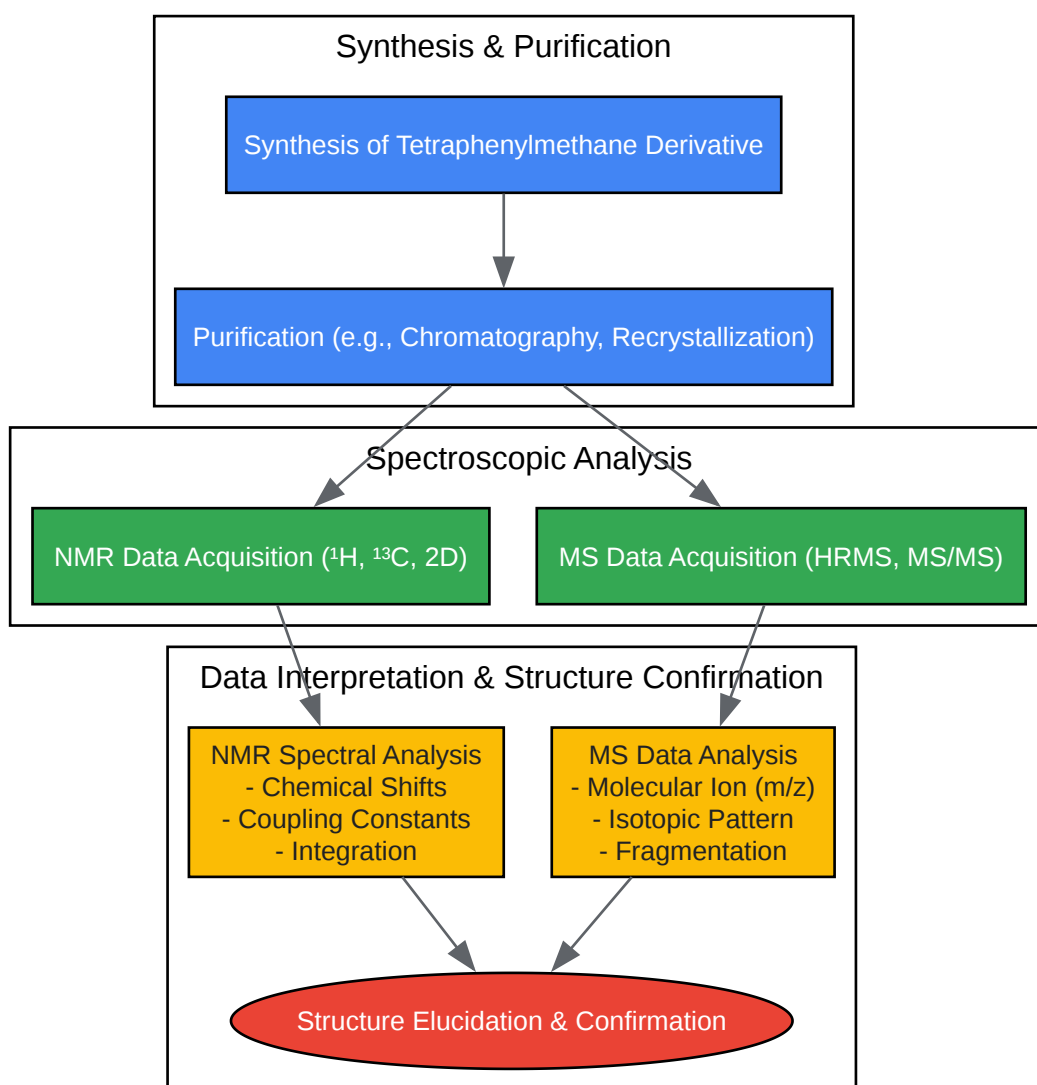 Synthesis & Purification
Synthesis of Tetraphenylmethane Derivative
Purification (e.g., Chromatography, Recrystallization)
Spectroscopic Analysis
NMR Data Acquisition (¹H, ¹³C, 2D)
MS Data Acquisition (HRMS, MS/MS)
Data Interpretation & Structure Confirmation
NMR Spectral Analysis
- Chemical Shifts
- Coupling Constants
- Integration
MS Data Analysis
- Molecular Ion (m/z)
- Isotopic Pattern
- Fragmentation
Structure Elucidation & Confirmation